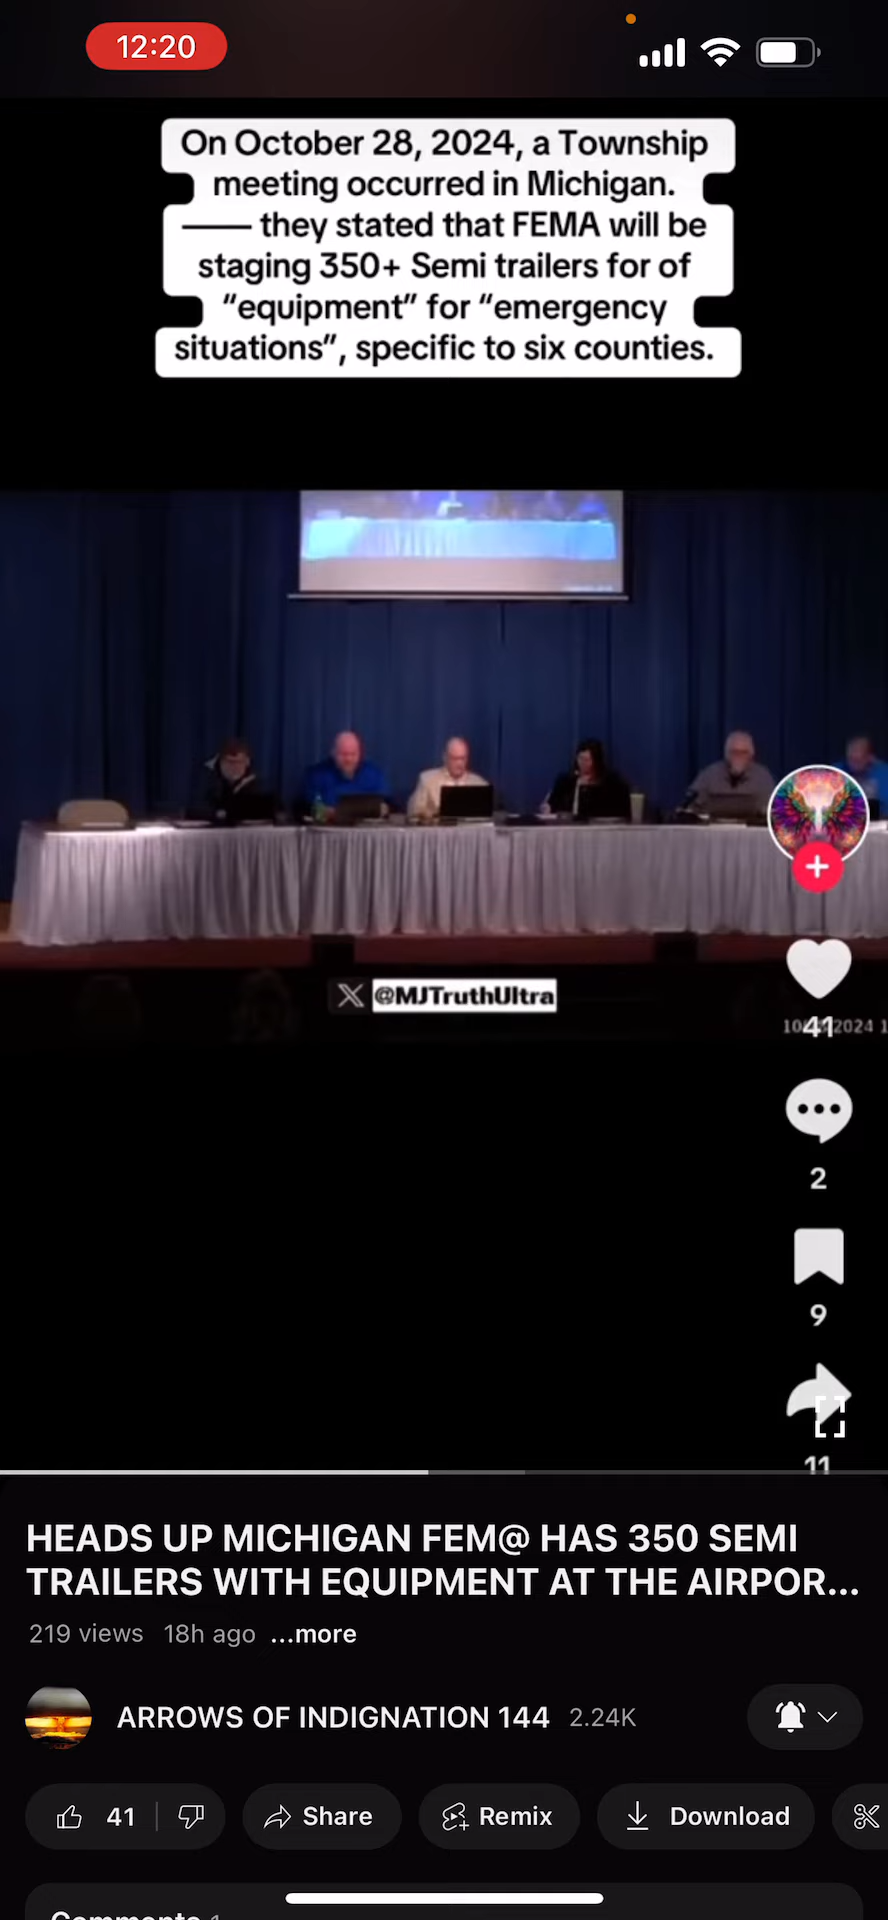 12:20
On October 28, 2024, a Township
meeting occurred in Michigan.
—— they stated that FEMA will be
staging 350+ Semi trailers for of
“equipment” for “emergency
situations”, specific to six counties.
@MJTruthUltra
41
2024 1
2
9
11
HEADS UP MICHIGAN FEM@ HAS 350 SEMI
TRAILERS WITH EQUIPMENT AT THE AIRPOR...
219 views 18h ago ...more
ARROWS OF INDIGNATION 144 2.24K
41 Share Remix Download
Comments